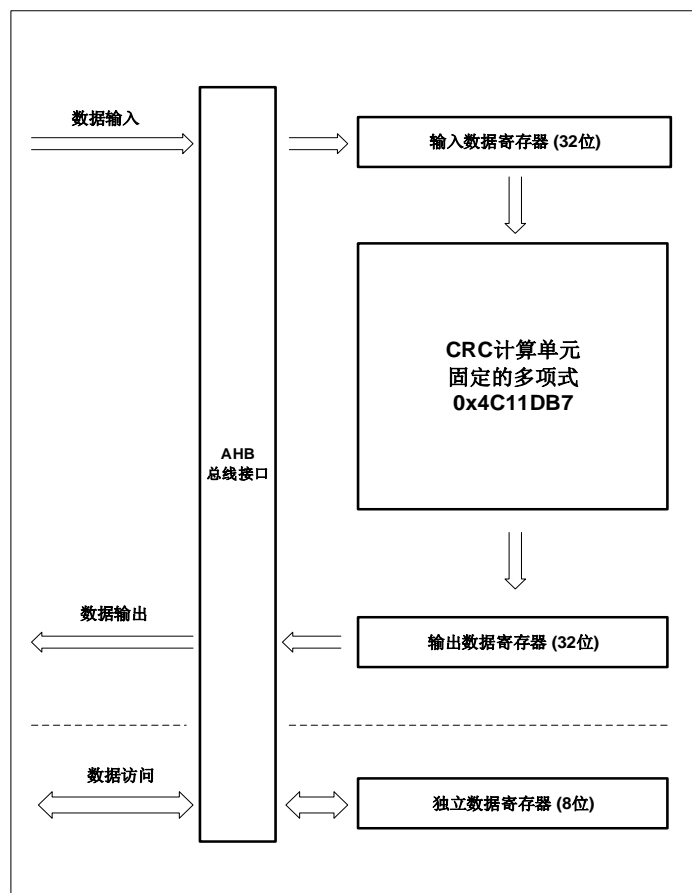 数据输入
输入数据寄存器 (32位)
CRC计算单元
固定的多项式
0x4C11DB7
AHB
总线接口
数据输出
输出数据寄存器 (32位)
数据访问
独立数据寄存器 (8位)